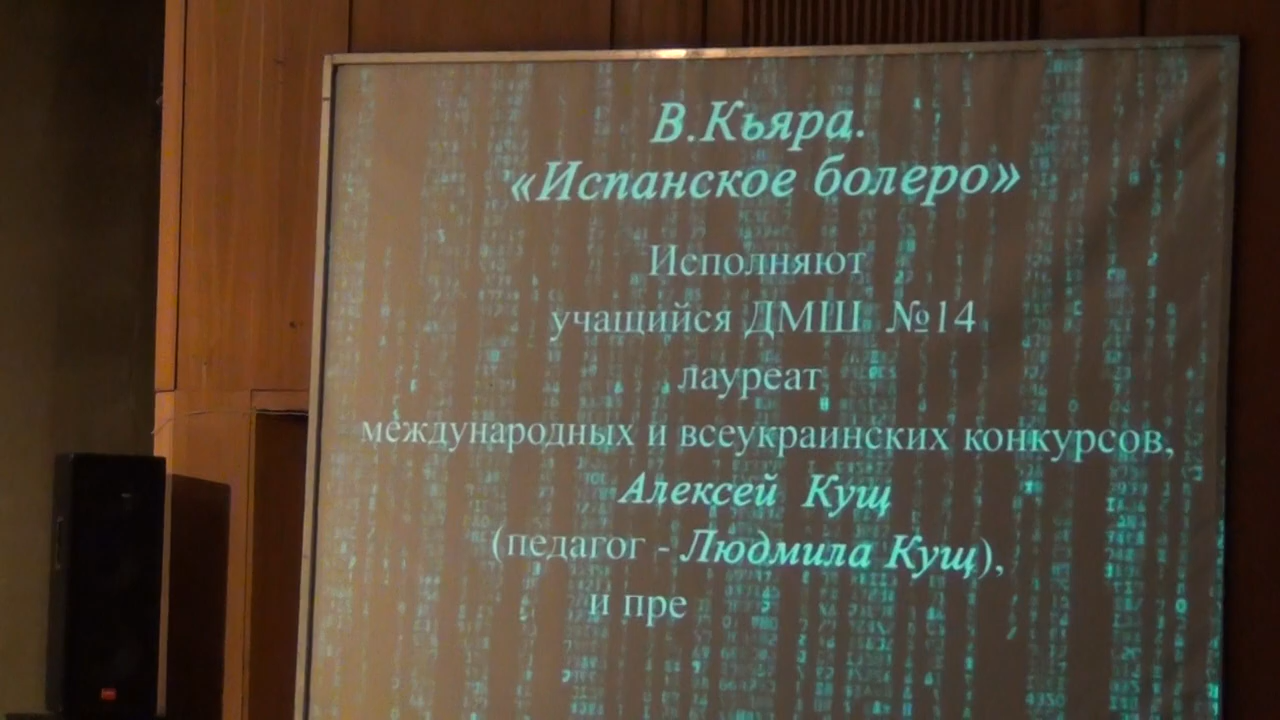 В.Кьяра.
«Испанское болеро»
Исполняют
учащийся ДМШ №14
лауреат
международных и всеукраинских конкурсов,
Алексей Кущ
(педагог - Людмила Кущ),
и пре